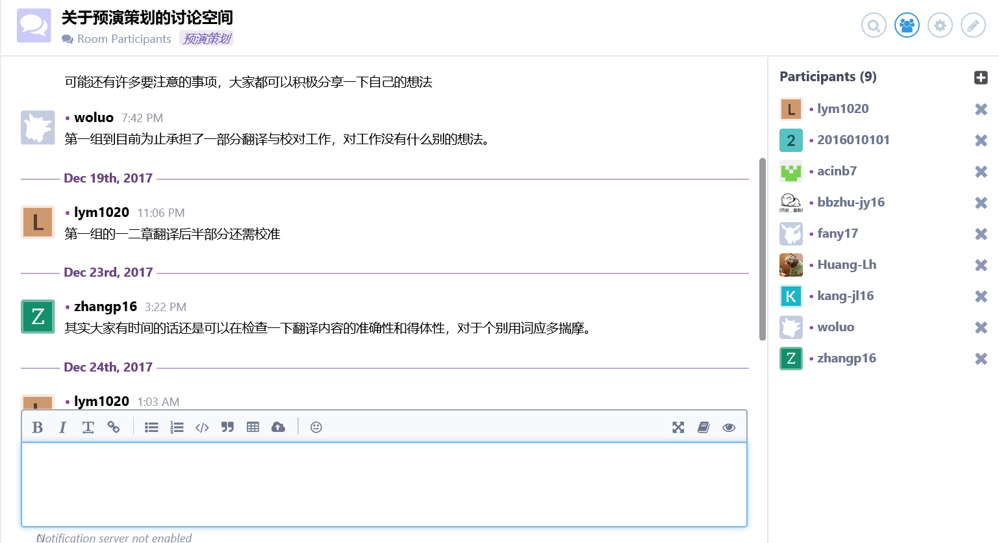 关于预演策划的讨论空间
Room Participants 预演策划
可能还有许多要注意的事项，大家都可以积极分享一下自己的想法
woluo 7:42 PM
第一组到目前为止承担了一部分翻译与校对工作，对工作没有什么别的想法。
Dec 19th, 2017
L
lym1020 11:06 PM
第一组的一二章翻译后半部分还需校准
Dec 23rd, 2017
Z
zhangp16 3:22 PM
其实大家有时间的话还是可以在检查一下翻译内容的准确性和得体性，对于个别用词应多揣摩。
Dec 24th, 2017
lym1020 1:03 AM
B I T
Notification server not enabled
Participants (9)
L lym1020
2 2016010101
acinb7
bbzhu-jy16
fany17
Huang-Lh
K kang-jl16
woluo
Z zhangp16